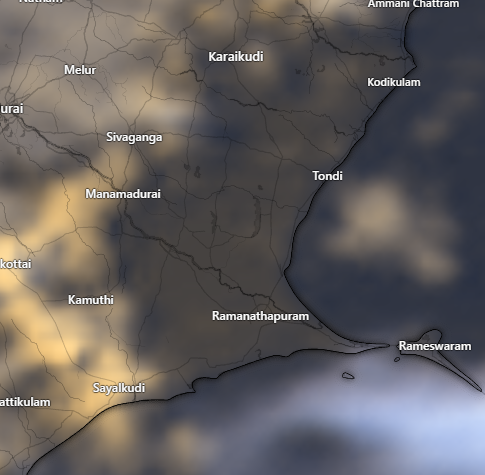 Ammani Chattram
Karaikudi
Melur
Kodikulam
urai
Sivaganga
Tondi
Manamadurai
kottai
Kamuthi
Ramanathapuram
Rameswaram
Sayalkudi
attikulam